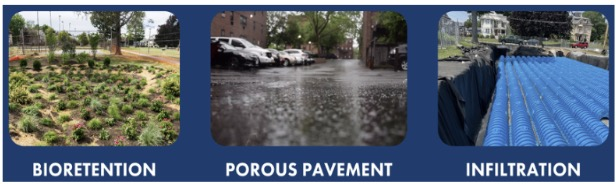 BIORETENTION
POROUS PAVEMENT
INFILTRATION